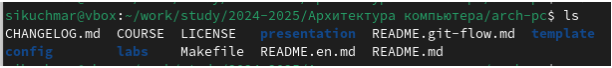 sikuchmar@vbox:~/work/study/2024-2025/Архитектура компьютера/arch-pc$ ls
CHANGELOG.md COURSE LICENSE presentation README.git-flow.md template
config labs Makefile README.en.md README.md